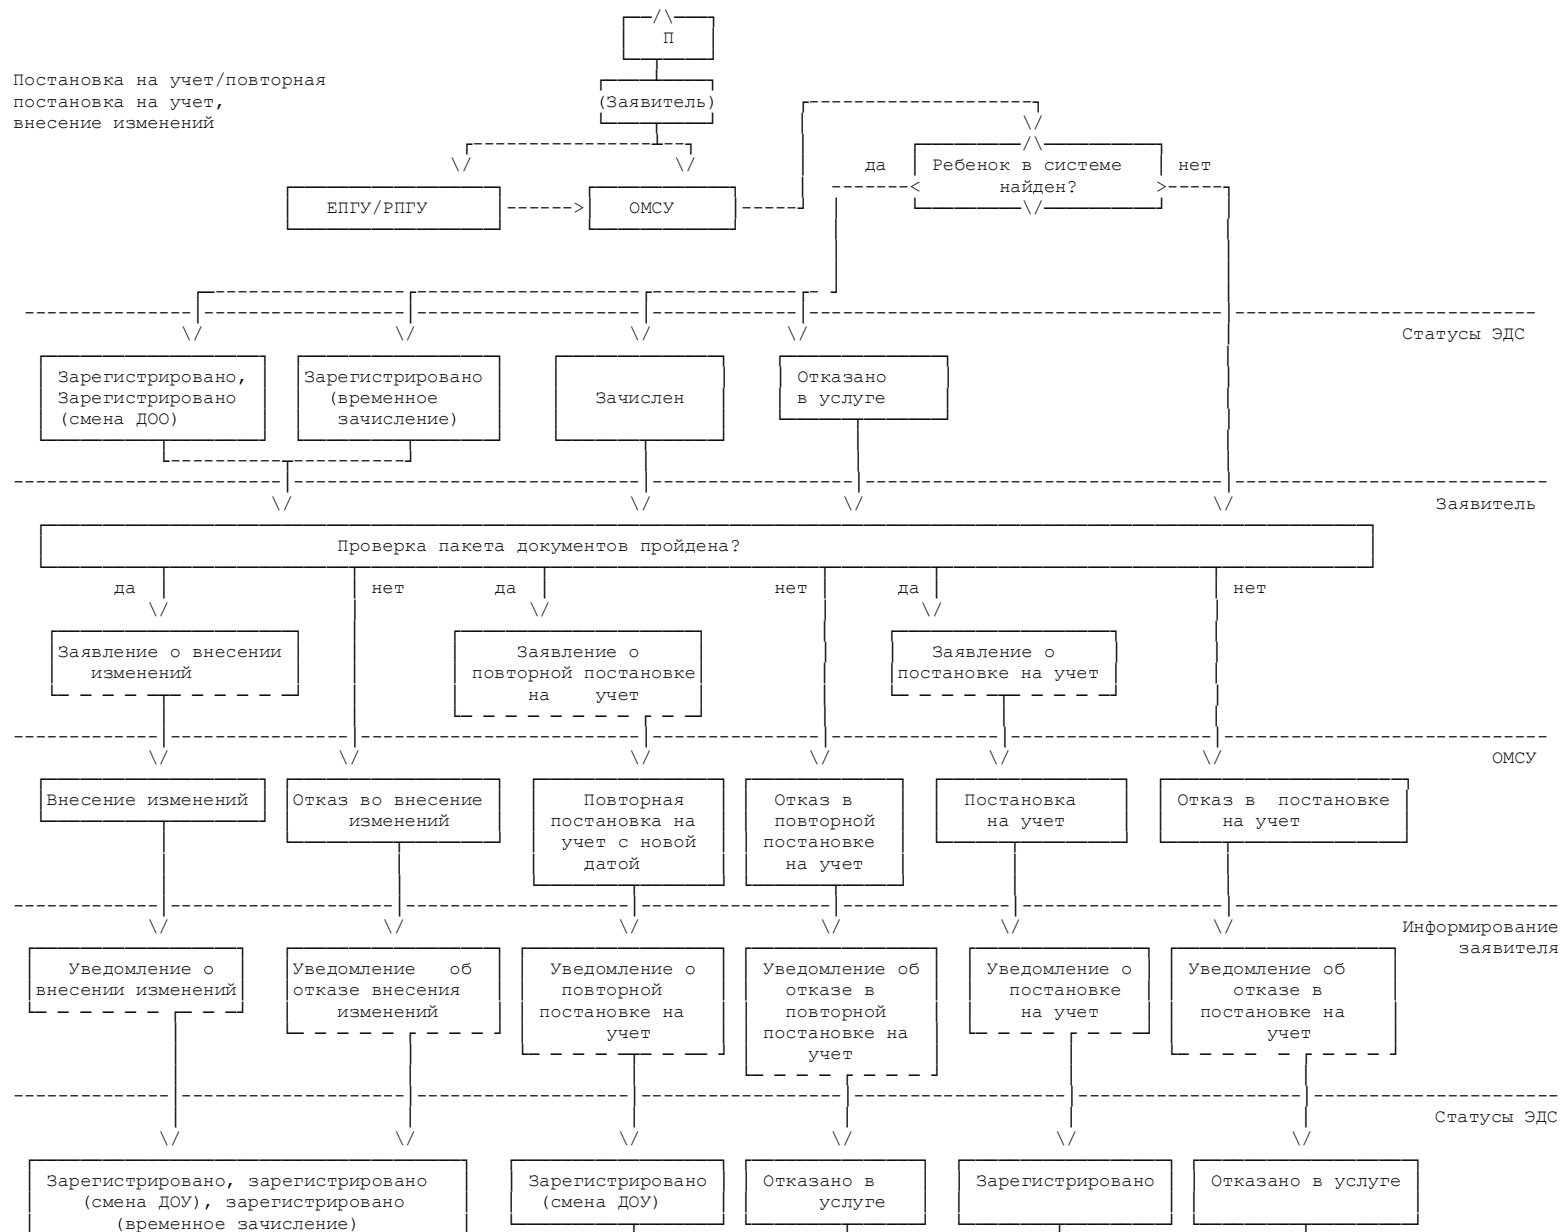 П
Постановка на учет/повторная
постановка на учет,
внесение изменений
(Заявитель)
да
Ребенок в системе
найден?
нет
ЕПГУ/РПГУ
ОМСУ
Статусы ЭДС
Зарегистрировано,
Зарегистрировано
(смена ДОО)
Зарегистрировано
(временное
зачисление)
Зачислен
Отказано
в услуге
Заявитель
Проверка пакета документов пройдена?
да
нет
да
нет
да
нет
Заявление о внесении
изменений
Заявление о
повторной постановке
на учет
Заявление о
постановке на учет
ОМСУ
Внесение изменений
Отказ во внесение
изменений
Повторная
постановка на
учет с новой
датой
Отказ в
повторной
постановке
на учет
Постановка
на учет
Отказ в постановке
на учет
Информирование
заявителя
Уведомление о
внесении изменений
Уведомление об
отказе внесения
изменений
Уведомление о
повторной
постановке на
учет
Уведомление об
отказе в
повторной
постановке на
учет
Уведомление о
постановке
на учет
Уведомление об
отказе в
постановке на
учет
Статусы ЭДС
Зарегистрировано, зарегистрировано
(смена ДОУ), зарегистрировано
(временное зачисление)
Зарегистрировано
(смена ДОУ)
Отказано в
услуге
Зарегистрировано
Отказано в услуге